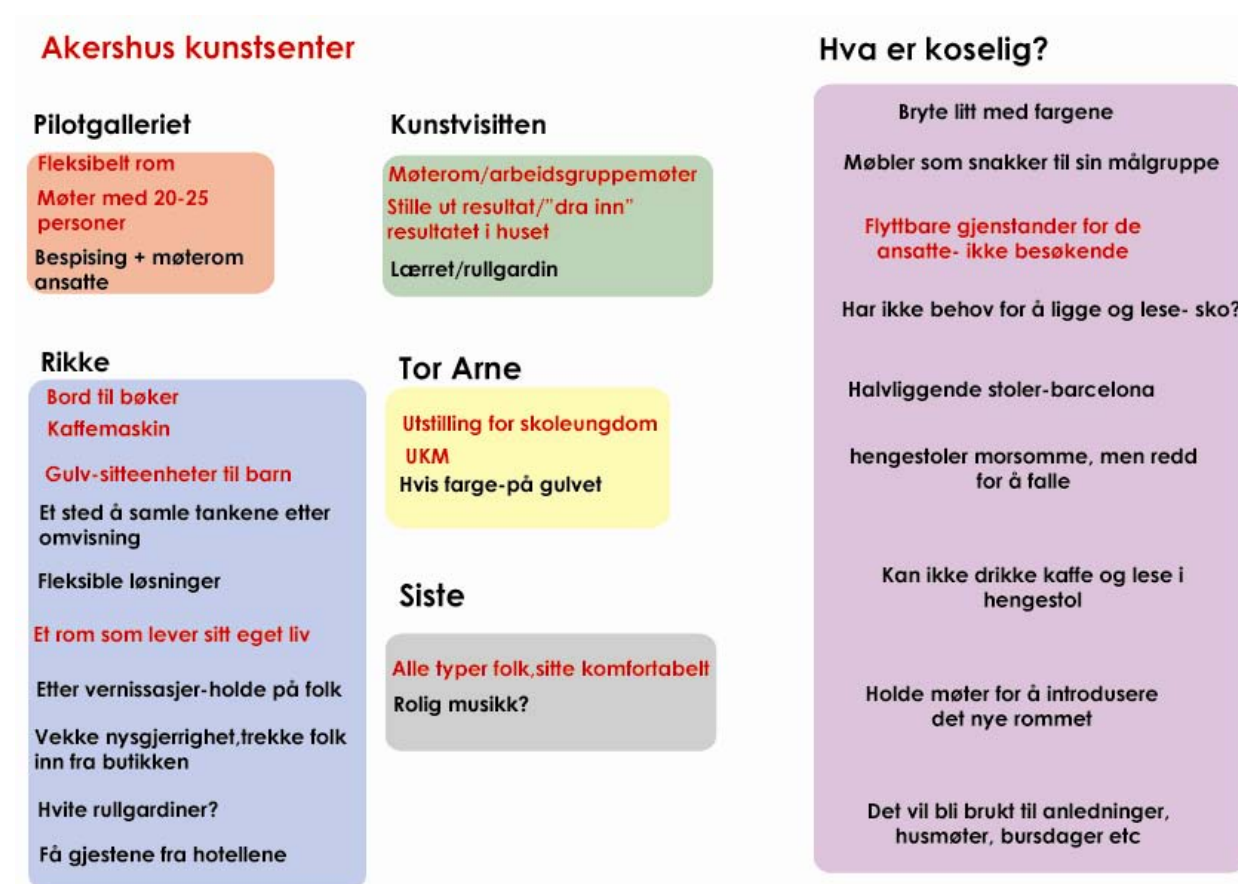 Akershus kunstsenter
Pilotgalleriet
Fleksibelt rom
Møter med 20-25
personer
Bespising + møterom
ansatte
Kunstvisitten
Møterom/arbeidsgruppemøter
Stille ut resultat/”dra inn”
resultatet i huset
Lærret/rullgardin
Rikke
Bord til bøker
Kaffemaskin
Gulv-sitteenheter til barn
Et sted å samle tankene etter
omvisning
Fleksible løsninger
Et rom som lever sitt eget liv
Etter vernissasjer-holde på folk
Vekke nysgjerrighet,trekke folk
inn fra butikken
Hvite rullgardiner?
Få gjestene fra hotellene
Tor Arne
Utstilling for skoleungdom
UKM
Hvis farge-på gulvet
Siste
Alle typer folk,sitte komfortabelt
Rolig musikk?
Hva er koselig?
Bryte litt med fargene
Møbler som snakker til sin målgruppe
Flyttbare gjenstander for de
ansatte- ikke besøkende
Har ikke behov for å ligge og lese- sko?
Halvliggende stoler-barcelona
hengestoler morsomme, men redd
for å falle
Kan ikke drikke kaffe og lese i
hengestol
Holde møter for å introdusere
det nye rommet
Det vil bli brukt til anledninger,
husmøter, bursdager etc